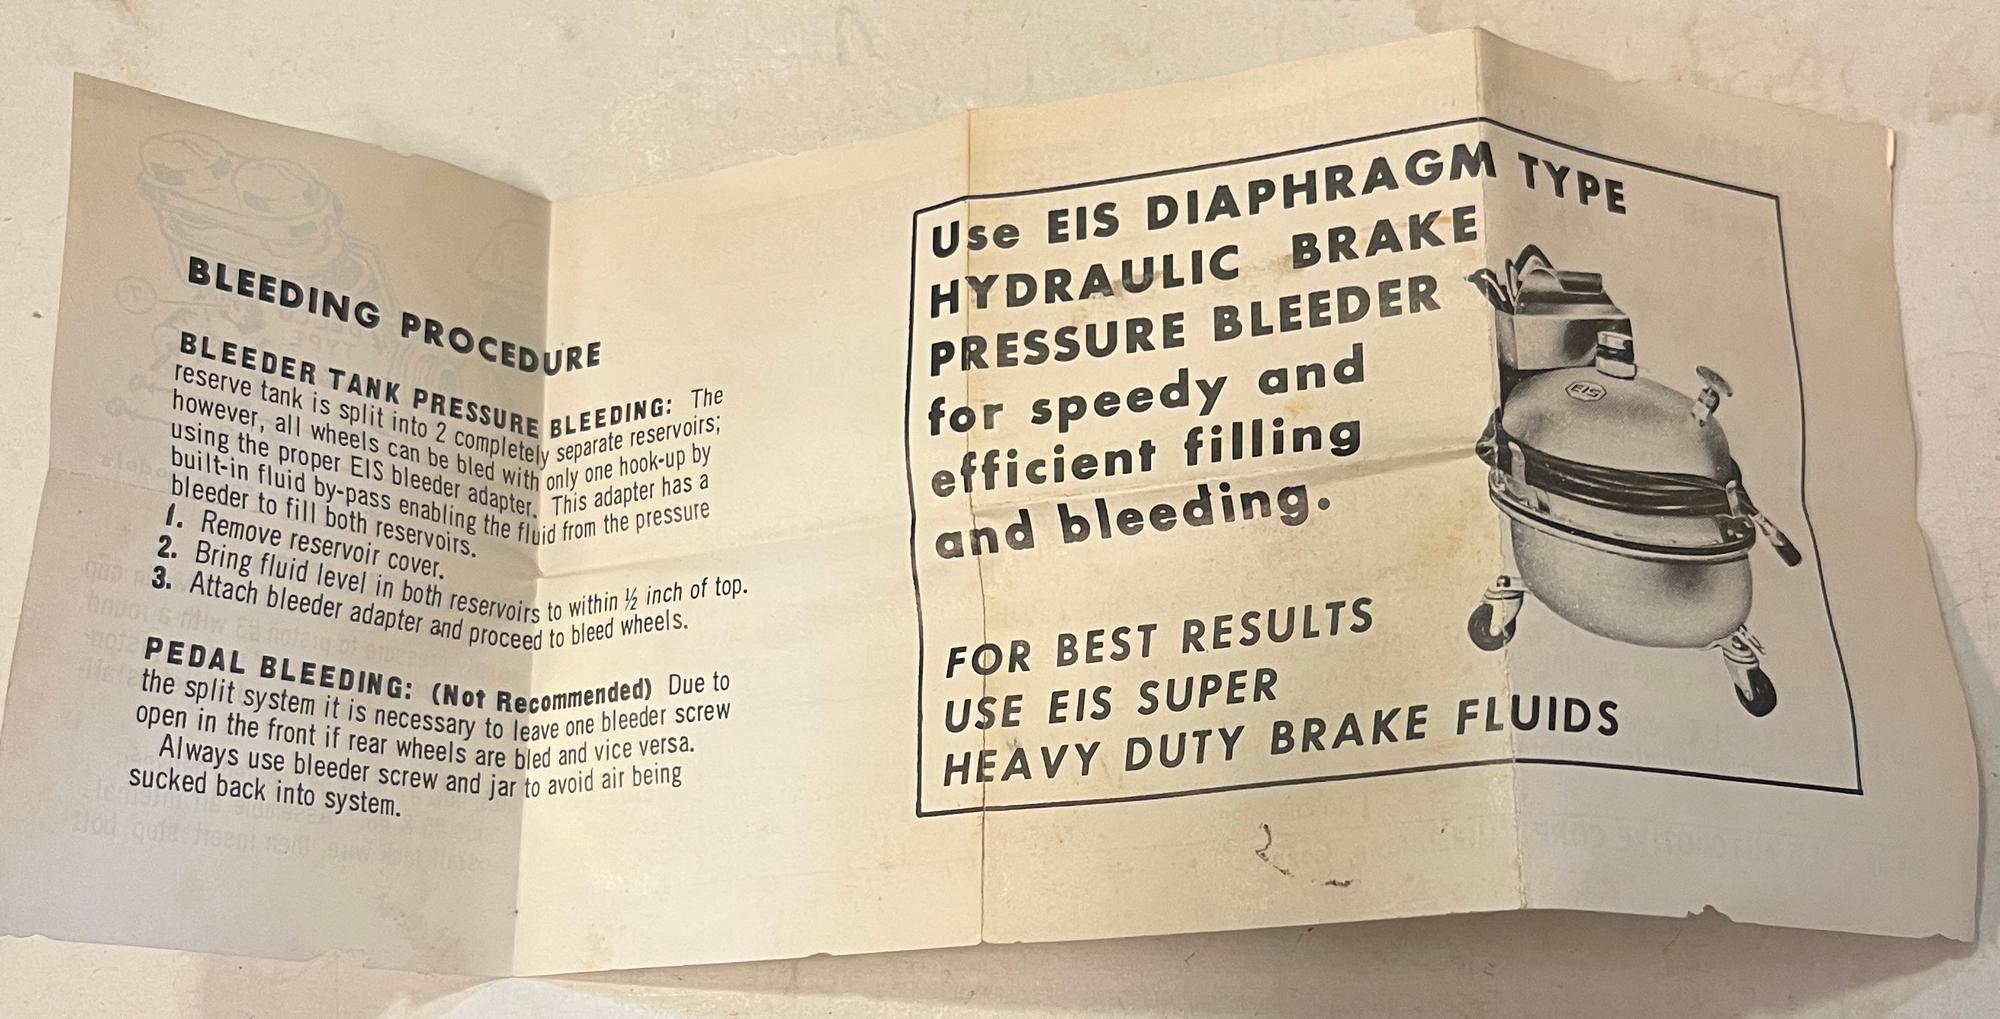 BLEEDING PROCEDURE
BLEEDER TANK PRESSURE BLEEDING: The
reserve tank is split into 2 completely separate reservoirs;
however, all wheels can be bled with only one hook-up by
using the proper EIS bleeder adapter. This adapter has a
built-in fluid by-pass enabling the fluid from the pressure
bleeder to fill both reservoirs.
1. Remove reservoir cover.
2. Bring fluid level in both reservoirs to within ½ inch of top.
3. Attach bleeder adapter and proceed to bleed wheels.
PEDAL BLEEDING: (Not Recommended) Due to
the split system it is necessary to leave one bleeder screw
open in the front if rear wheels are bled and vice versa.
Always use bleeder screw and jar to avoid air being
sucked back into system.
Use EIS DIAPHRAGM TYPE
HYDRAULIC BRAKE
PRESSURE BLEEDER
for speedy and
efficient filling
and bleeding.
EIS
FOR BEST RESULTS
USE EIS SUPER
HEAVY DUTY BRAKE FLUIDS